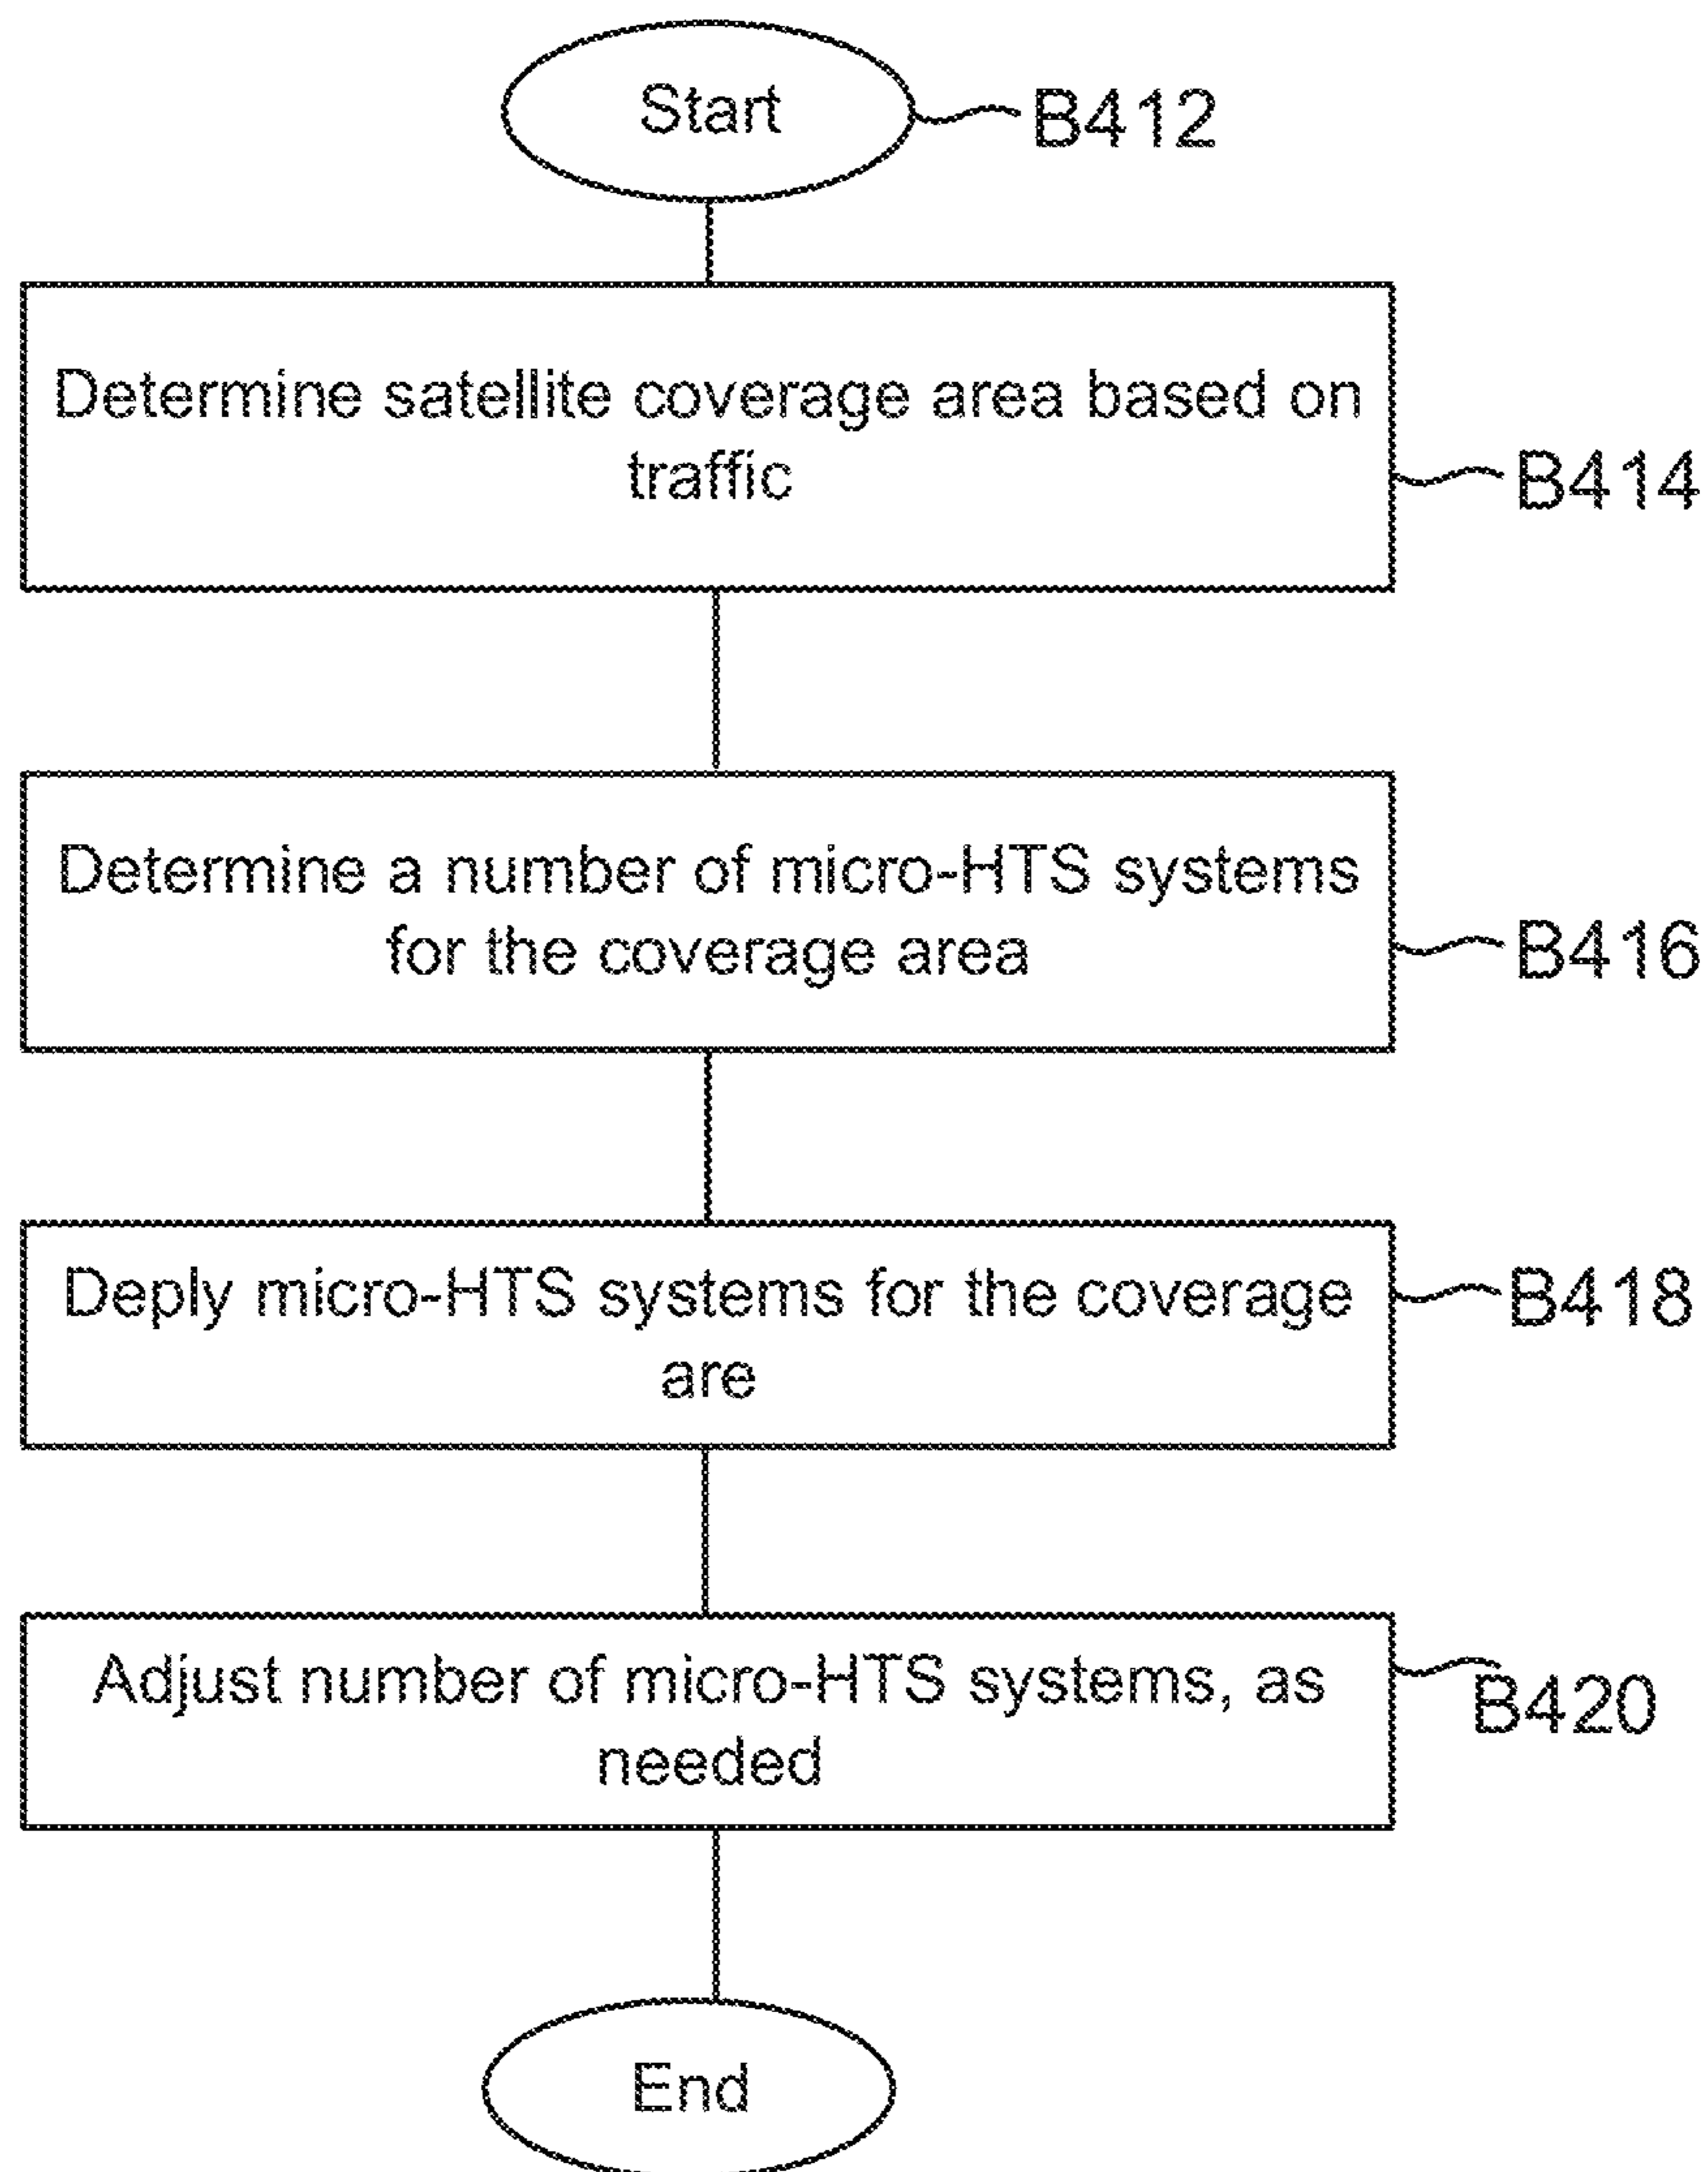 Start
B412
Determine satellite coverage area based on
traffic
B414
Determine a number of micro-HTS systems
for the coverage area
B416
Deply micro-HTS systems for the coverage
are
B418
Adjust number of micro-HTS systems, as
needed
B420
End